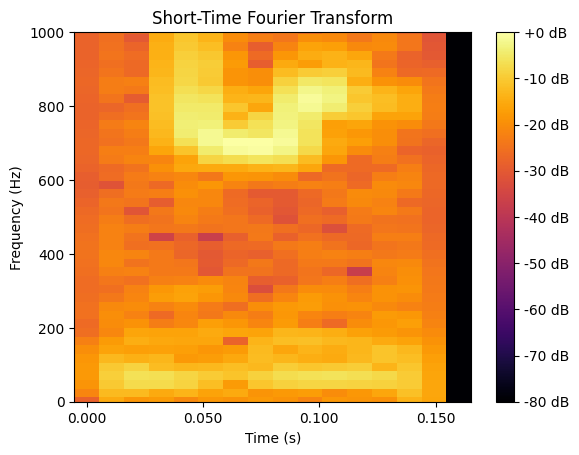 Short-Time Fourier Transform
1000
800
600
400
200
0
Frequency (Hz)
0.000
0.050
0.100
0.150
Time (s)
+0 dB
-10 dB
-20 dB
-30 dB
-40 dB
-50 dB
-60 dB
-70 dB
-80 dB